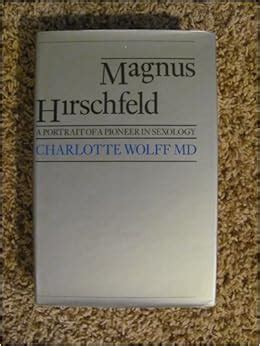 Magnus
Hirschfeld
A PORTRAIT OF A PIONEER IN SEXOLOGY
CHARLOTTE WOLFF MD